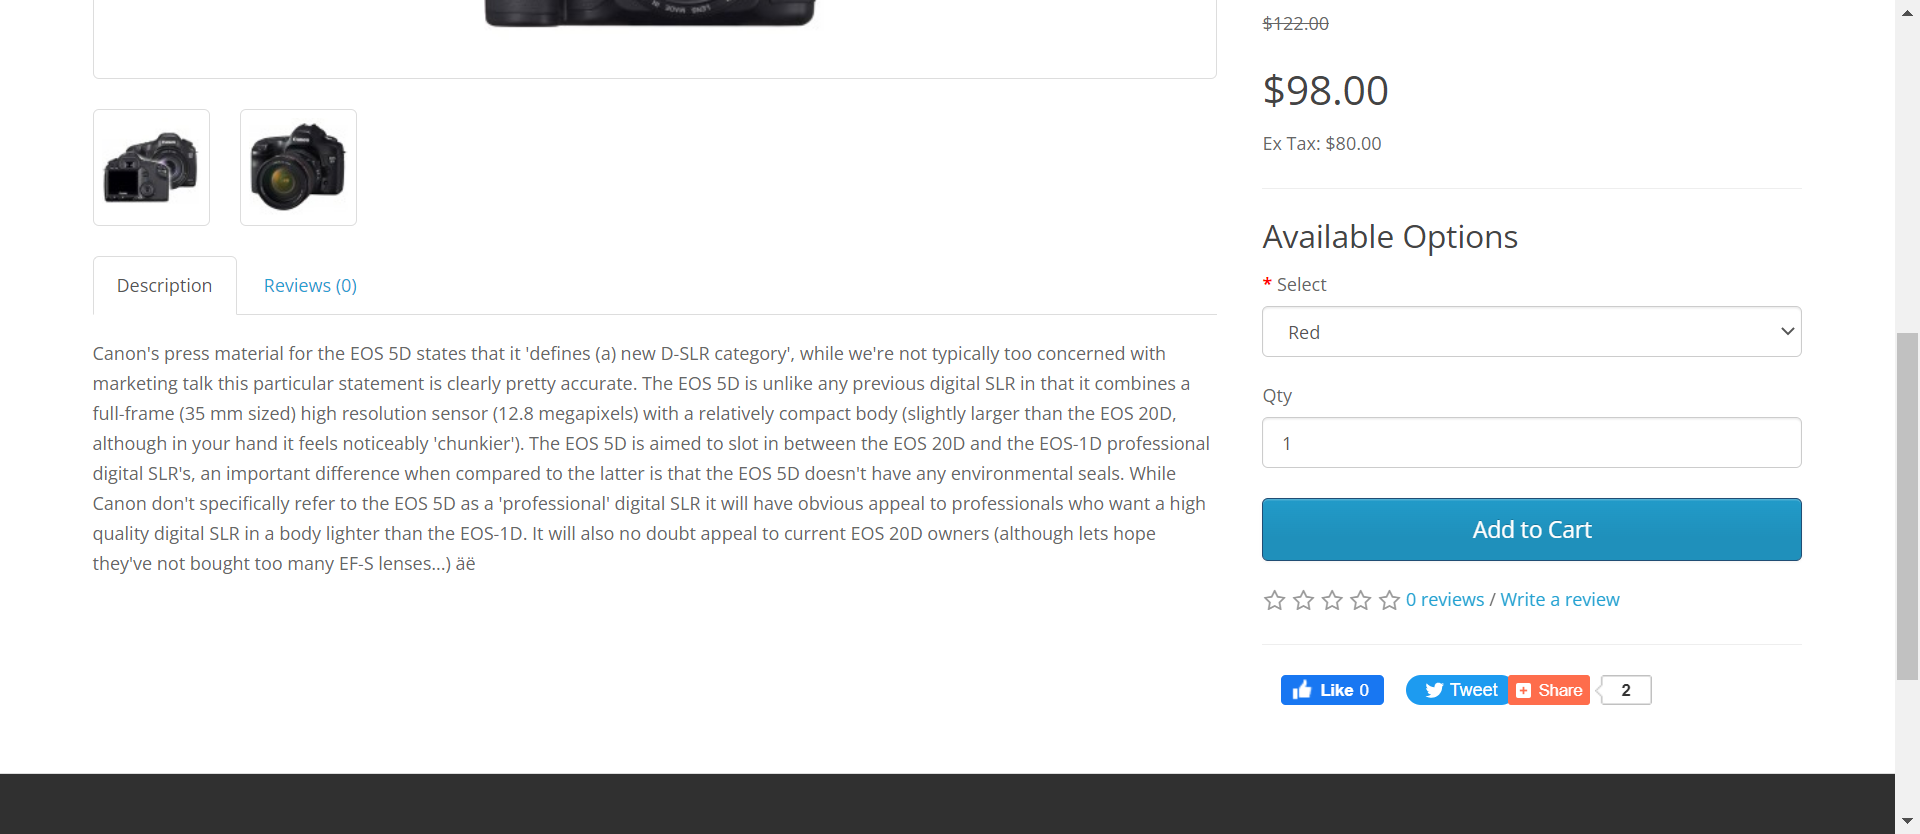 $122.00
$98.00
Ex Tax: $80.00
Description
Reviews (0)
Canon's press material for the EOS 5D states that it 'defines (a) new D-SLR category', while we're not typically too concerned with
marketing talk this particular statement is clearly pretty accurate. The EOS 5D is unlike any previous digital SLR in that it combines a
full-frame (35 mm sized) high resolution sensor (12.8 megapixels) with a relatively compact body (slightly larger than the EOS 20D,
although in your hand it feels noticeably 'chunkier'). The EOS 5D is aimed to slot in between the EOS 20D and the EOS-1D professional
digital SLR's, an important difference when compared to the latter is that the EOS 5D doesn't have any environmental seals. While
Canon don't specifically refer to the EOS 5D as a 'professional' digital SLR it will have obvious appeal to professionals who want a high
quality digital SLR in a body lighter than the EOS-1D. It will also no doubt appeal to current EOS 20D owners (although lets hope
they've not bought too many EF-S lenses...) äë
Available Options
* Select
Red
Qty
1
Add to Cart
0 reviews / Write a review
Like 0
Tweet
Share
2